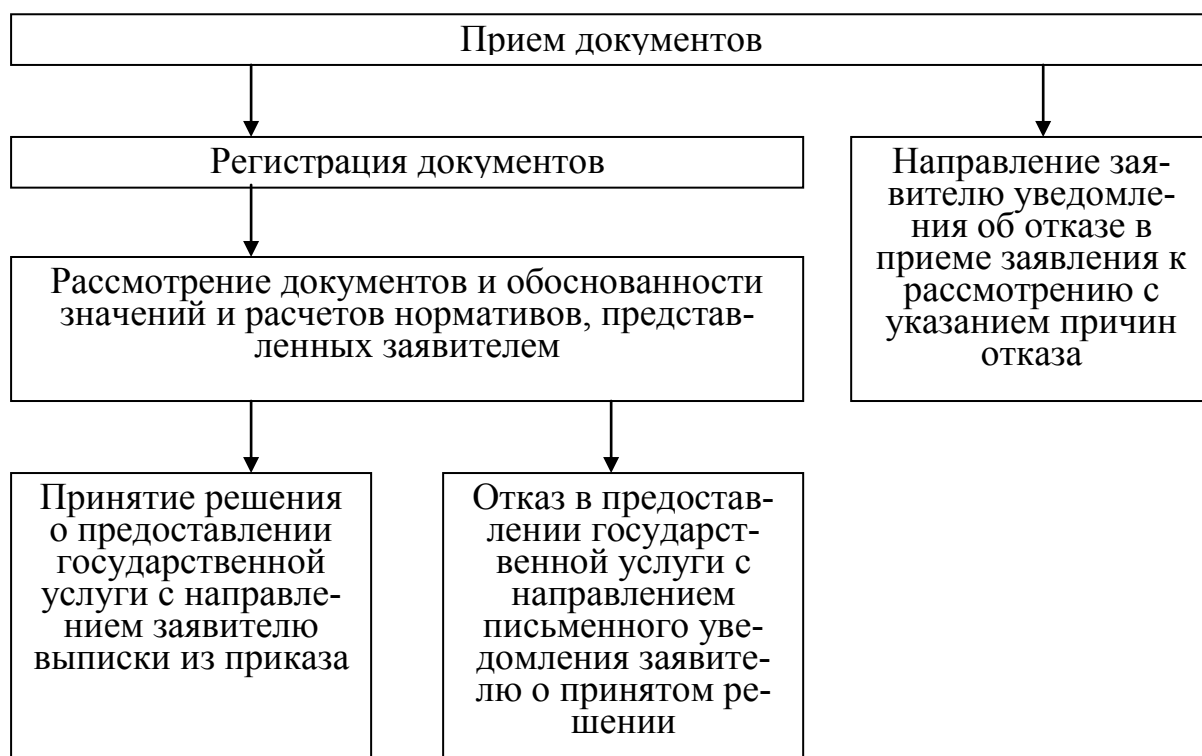 Прием документов
Регистрация документов
Направление зая-
вителю уведомле-
ния об отказе в
приеме заявления к
рассмотрению с
указанием причин
отказа
Рассмотрение документов и обоснованности
значений и расчетов нормативов, представ-
ленных заявителем
Принятие решения
о предоставлении
государственной
услуги с направле-
нием заявителю
выписки из приказа
Отказ в предостав-
лении государст-
венной услуги с
направлением
письменного уве-
домления заявите-
лю о принятом ре-
шении